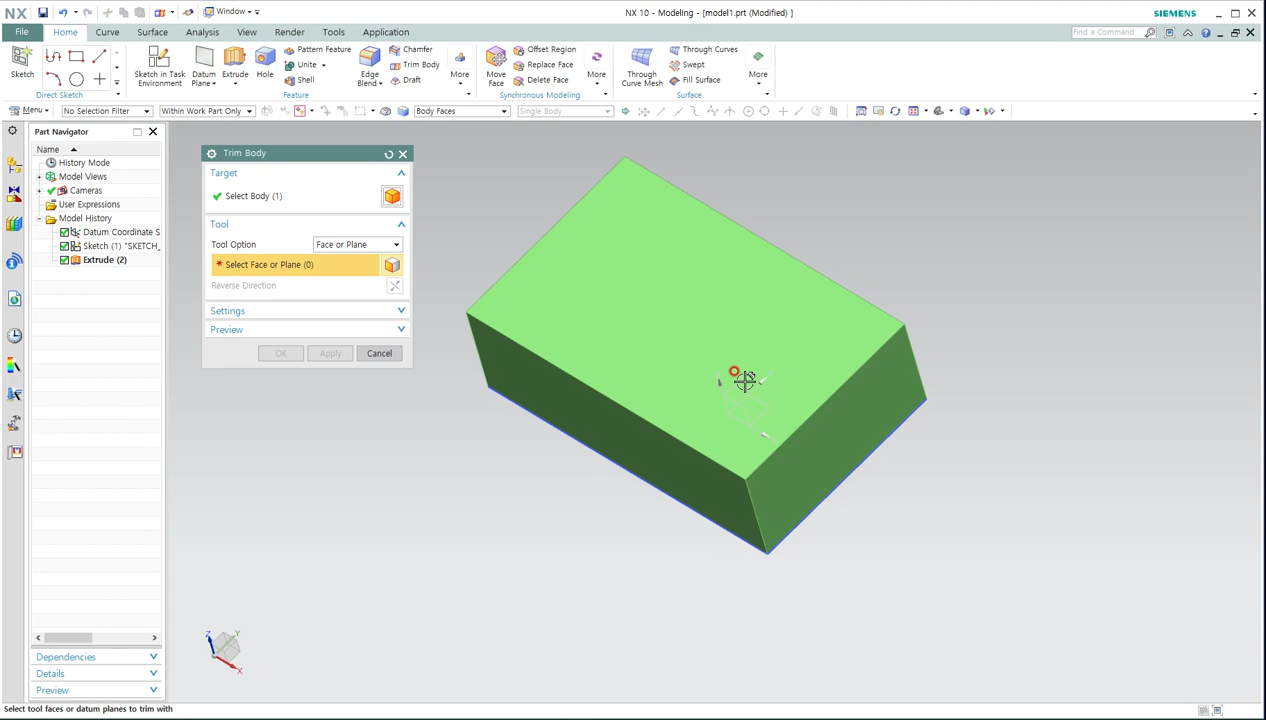 NX
Window
NX 10 - Modeling - [model1.prt (Modified) ]
SIEMENS
File
Home
Curve
Surface
Analysis
View
Render
Tools
Application
Find a Command
Sketch
Direct Sketch
Sketch in Task
Environment
Datum
Plane
Extrude
Hole
Pattern Feature
Unite
Shell
Edge
Blend
Chamfer
Trim Body
Draft
More
Feature
Move
Face
Offset Region
Replace Face
Delete Face
More
Synchronous Modeling
Through
Curve Mesh
Through Curves
Swept
Fill Surface
More
Surface
Menu
No Selection Filter
Within Work Part Only
Body Faces
Single Body
Part Navigator
Name
History Mode
Model Views
Cameras
User Expressions
Model History
Datum Coordinate S
Sketch (1) "SKETCH_
Extrude (2)
Dependencies
Details
Preview
Trim Body
Target
Select Body (1)
Tool
Tool Option
Face or Plane
* Select Face or Plane (0)
Reverse Direction
Settings
Preview
OK
Apply
Cancel
Z
Y
X
Select tool faces or datum planes to trim with